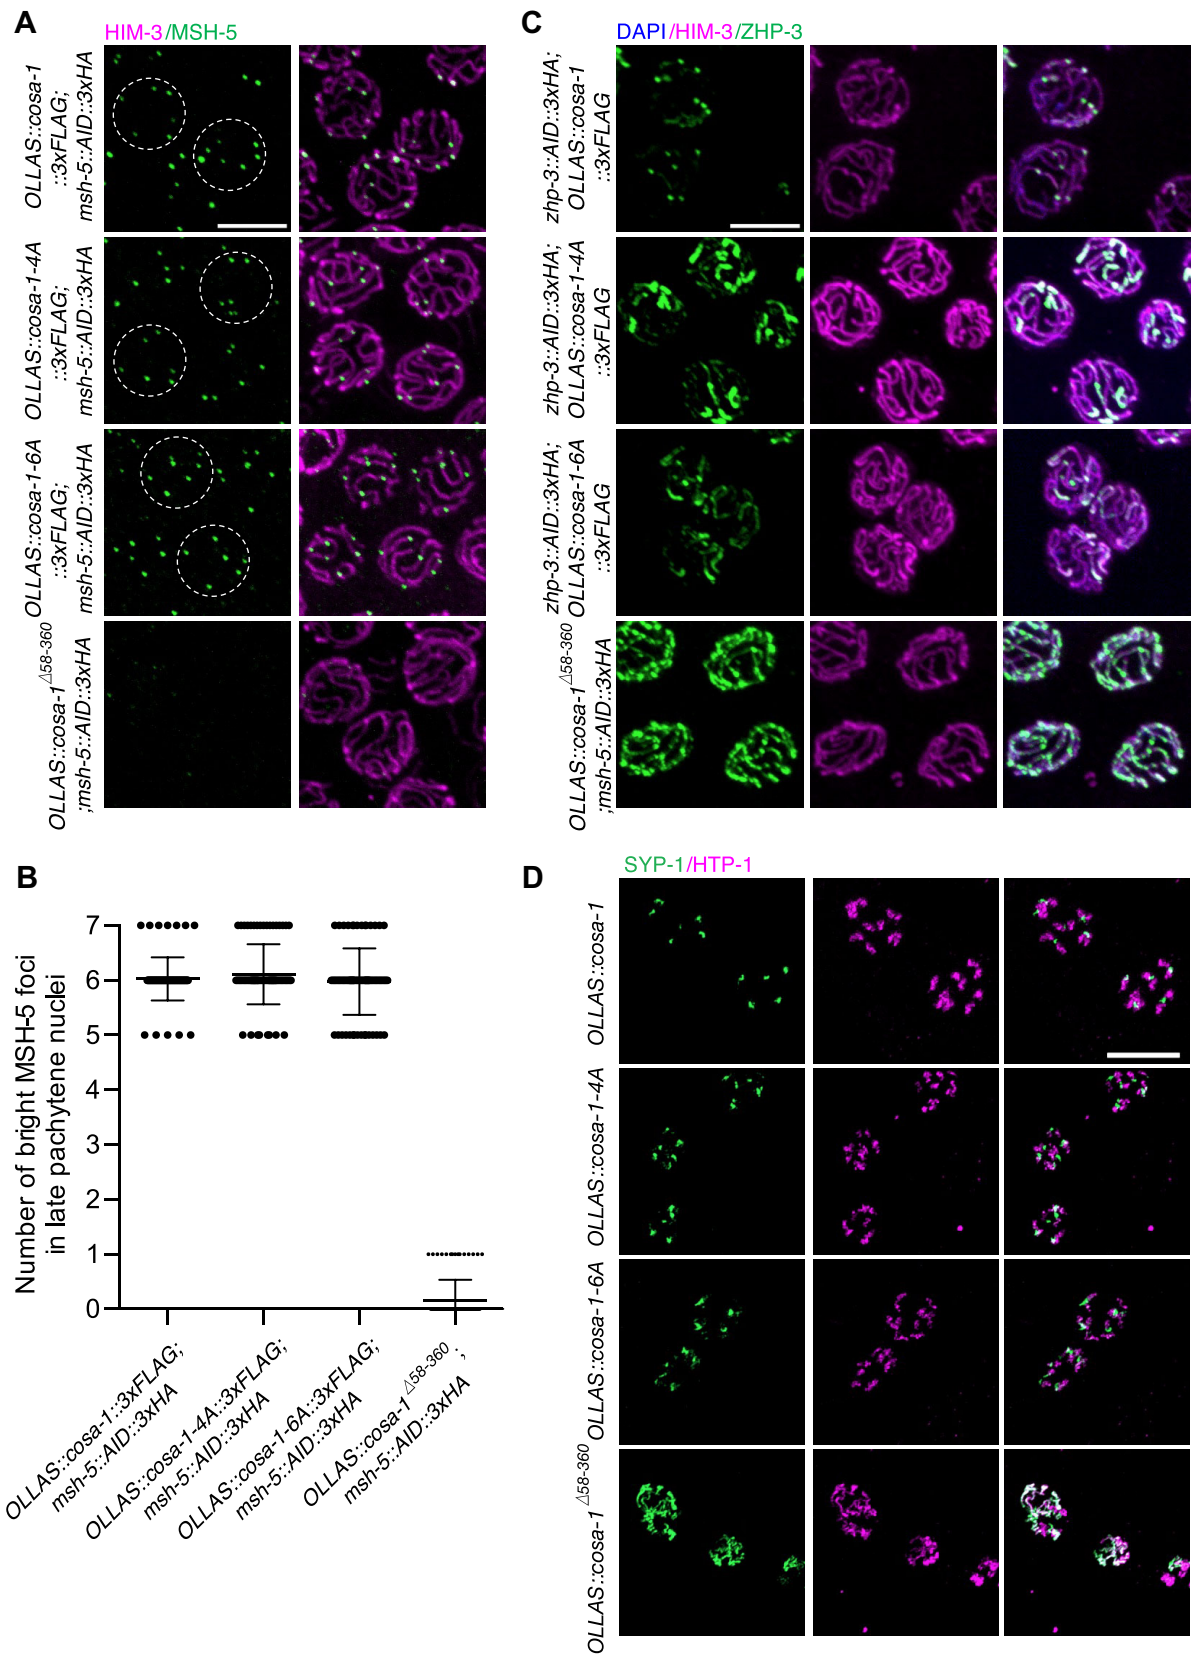 A
HIM-3/MSH-5
OLLAS::cosa-1
::3xFLAG;
msh-5::AID::3xHA
OLLAS::cosa-1-4A
::3xFLAG;
msh-5::AID::3xHA
OLLAS::cosa-1-6A
::3xFLAG;
msh-5::AID::3xHA
OLLAS::cosa-1Δ58-360
;msh-5::AID::3xHA
B
Number of bright MSH-5 foci
in late pachytene nuclei
7
6
5
4
3
2
1
0
OLLAS::cosa-1::3xFLAG;
msh-5::AID::3xHA
OLLAS::cosa-1-4A::3xFLAG;
msh-5::AID::3xHA
OLLAS::cosa-1-6A::3xFLAG;
msh-5::AID::3xHA
OLLAS::cosa-1Δ58-360;
msh-5::AID::3xHA
C
DAPI/HIM-3/ZHP-3
zhp-3::AID::3xHA;
OLLAS::cosa-1
::3xFLAG
zhp-3::AID::3xHA;
OLLAS::cosa-1-4A
::3xFLAG
zhp-3::AID::3xHA;
OLLAS::cosa-1-6A
::3xFLAG
OLLAS::cosa-1Δ58-360
;msh-5::AID::3xHA
D
SYP-1/HTP-1
OLLAS::cosa-1
OLLAS::cosa-1-4A
OLLAS::cosa-1-6A
OLLAS::cosa-1Δ58-360